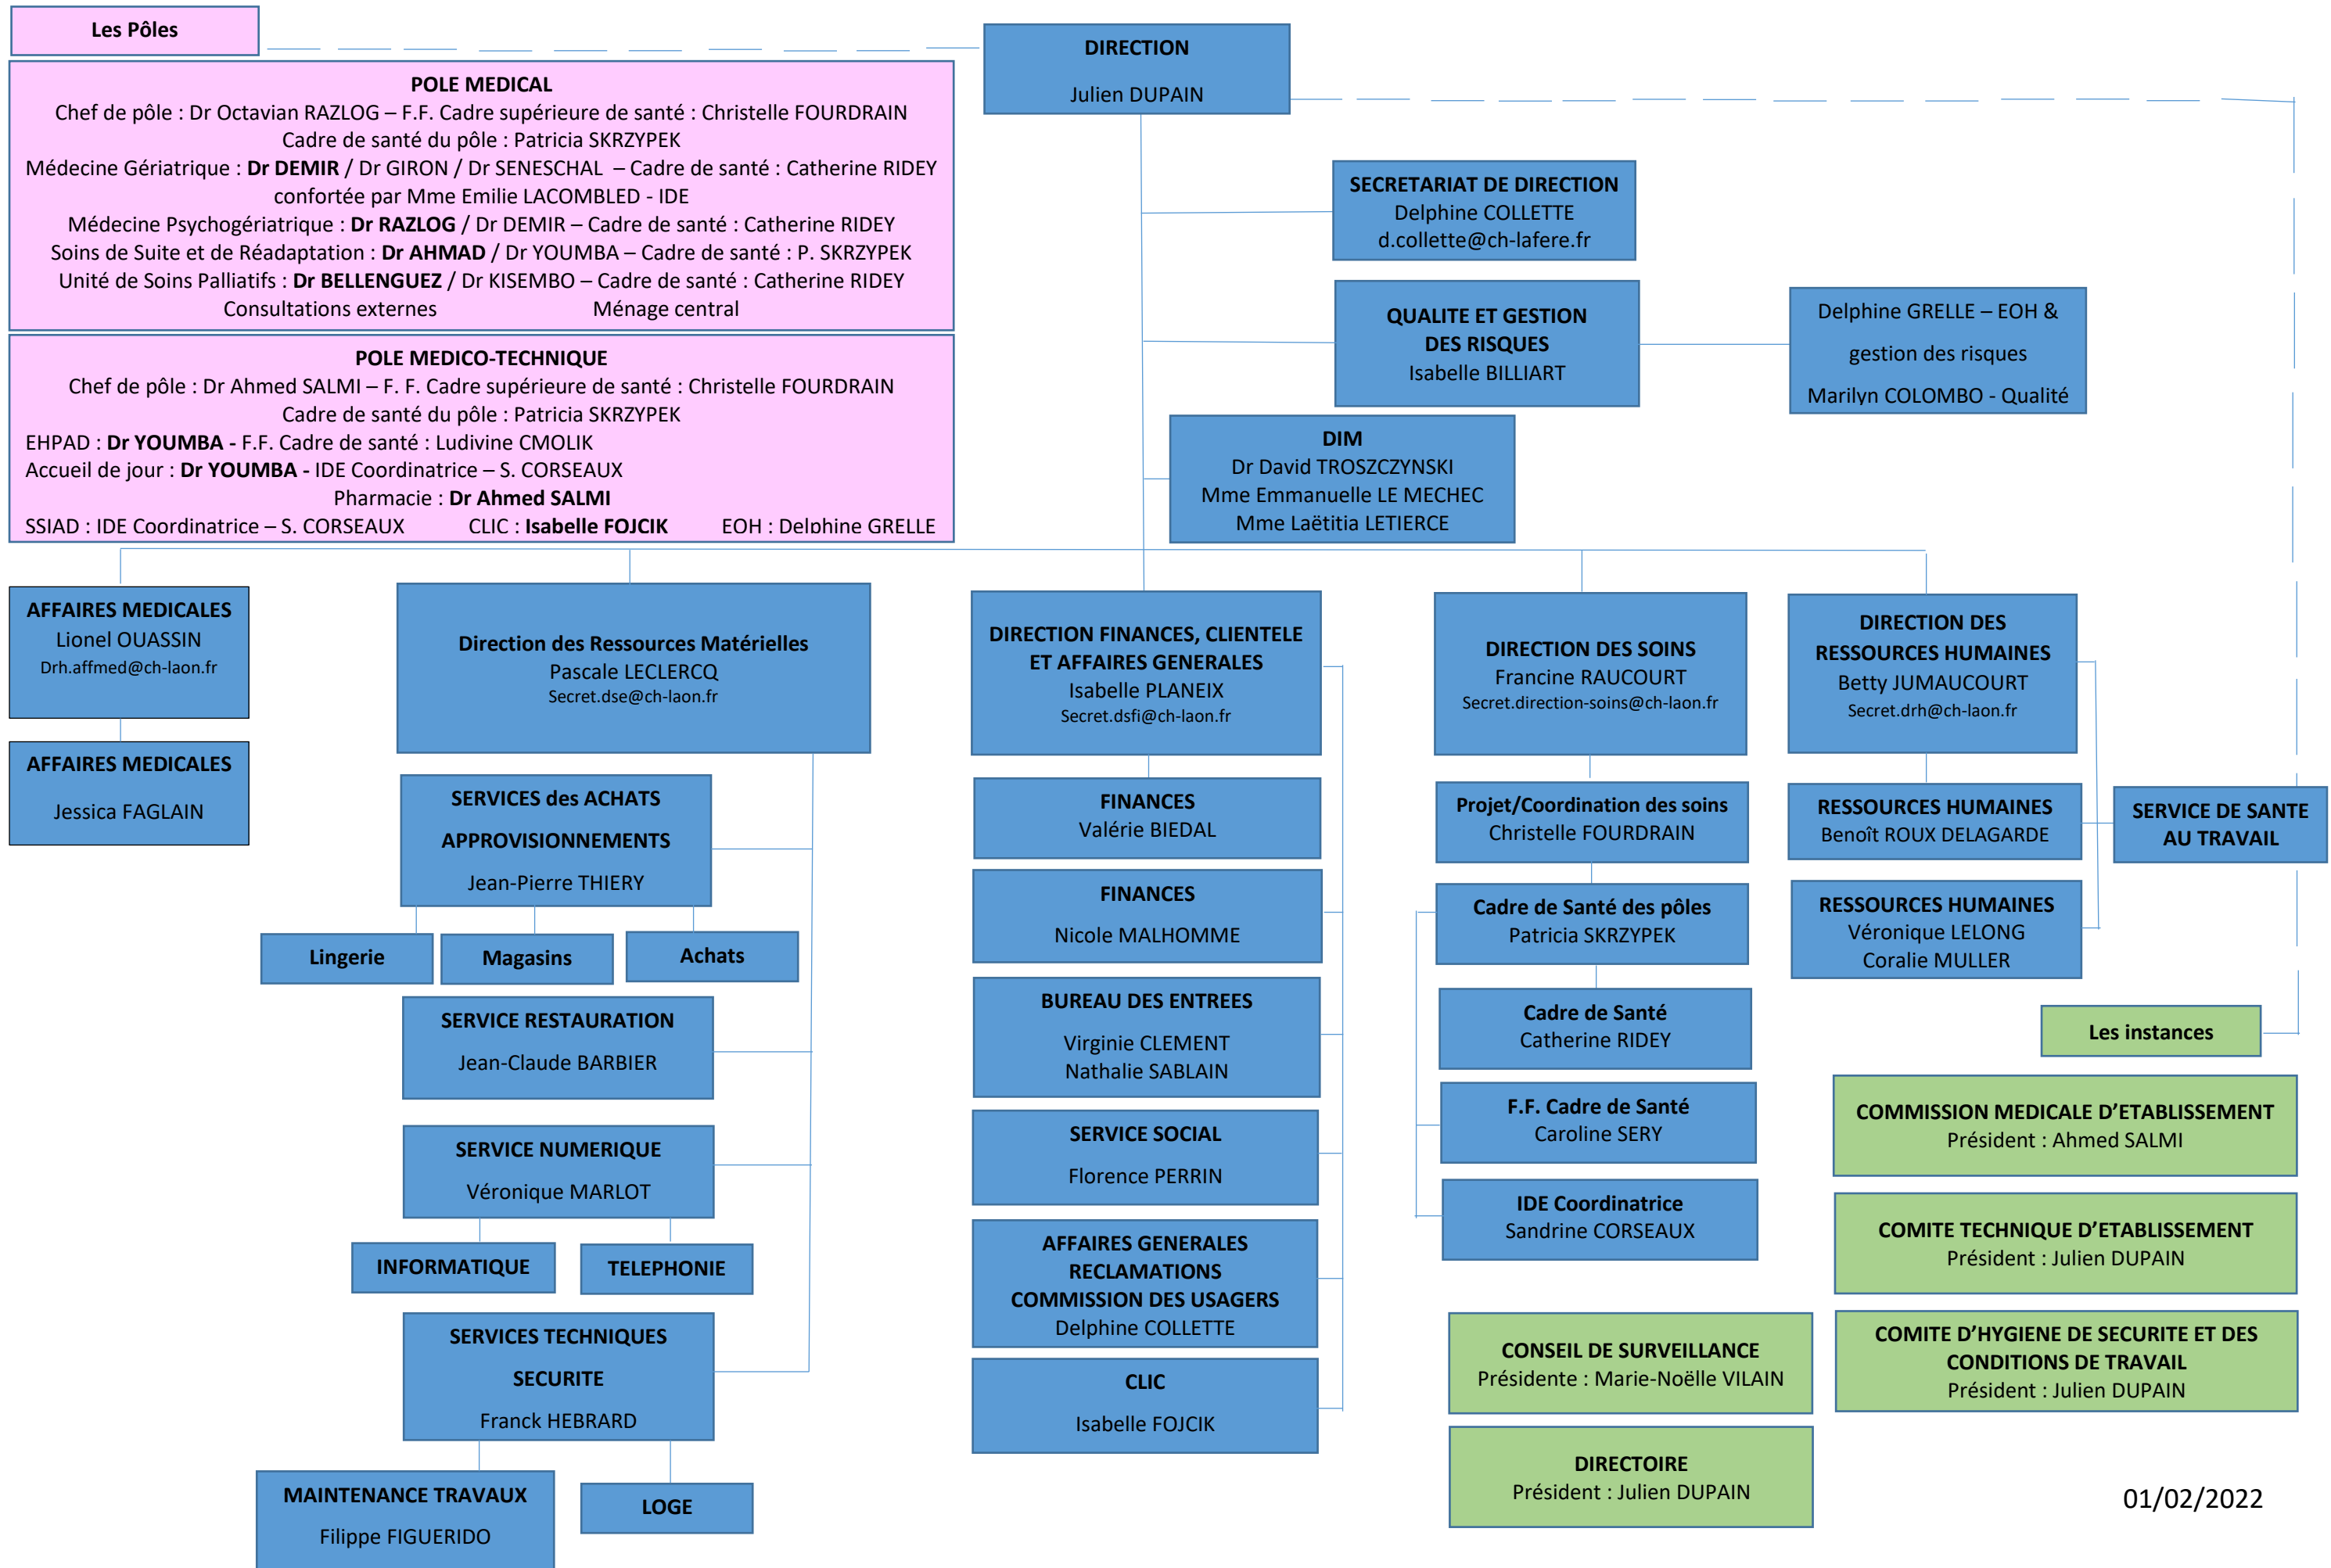 Les Pôles
DIRECTION
Julien DUPAIN
POLE MEDICAL
Chef de pôle : Dr Octavian RAZLOG – F.F. Cadre supérieure de santé : Christelle FOURDRAIN
Cadre de santé du pôle : Patricia SKRZYPEK
Médecine Gériatrique : Dr DEMIR / Dr GIRON / Dr SENESCHAL – Cadre de santé : Catherine RIDEY
confortée par Mme Emilie LACOMBLED - IDE
Médecine Psychogériatrique : Dr RAZLOG / Dr DEMIR – Cadre de santé : Catherine RIDEY
Soins de Suite et de Réadaptation : Dr AHMAD / Dr YOUMBA – Cadre de santé : P. SKRZYPEK
Unité de Soins Palliatifs : Dr BELLENGUEZ / Dr KISEMBO – Cadre de santé : Catherine RIDEY
Consultations externes Ménage central
POLE MEDICO-TECHNIQUE
Chef de pôle : Dr Ahmed SALMI – F. F. Cadre supérieure de santé : Christelle FOURDRAIN
Cadre de santé du pôle : Patricia SKRZYPEK
EHPAD : Dr YOUMBA - F.F. Cadre de santé : Ludivine CMOLIK
Accueil de jour : Dr YOUMBA - IDE Coordinatrice – S. CORSEAUX
Pharmacie : Dr Ahmed SALMI
SSIAD : IDE Coordinatrice – S. CORSEAUX CLIC : Isabelle FOJCIK EOH : Delphine GRELLE
SECRETARIAT DE DIRECTION
Delphine COLLETTE
d.collette@ch-lafere.fr
QUALITE ET GESTION
DES RISQUES
Isabelle BILLIART
Delphine GRELLE – EOH &
gestion des risques
Marilyn COLOMBO - Qualité
DIM
Dr David TROSZCZYNSKI
Mme Emmanuelle LE MECHEC
Mme Laëtitia LETIERCE
AFFAIRES MEDICALES
Lionel OUASSIN
Drh.affmed@ch-laon.fr
AFFAIRES MEDICALES
Jessica FAGLAIN
Direction des Ressources Matérielles
Pascale LECLERCQ
Secret.dse@ch-laon.fr
SERVICES des ACHATS
APPROVISIONNEMENTS
Jean-Pierre THIERY
Lingerie
Magasins
Achats
SERVICE RESTAURATION
Jean-Claude BARBIER
SERVICE NUMERIQUE
Véronique MARLOT
INFORMATIQUE
TELEPHONIE
SERVICES TECHNIQUES
SECURITE
Franck HEBRARD
MAINTENANCE TRAVAUX
Filippe FIGUERIDO
LOGE
DIRECTION FINANCES, CLIENTELE
ET AFFAIRES GENERALES
Isabelle PLANEIX
Secret.dsfi@ch-laon.fr
FINANCES
Valérie BIEDAL
FINANCES
Nicole MALHOMME
BUREAU DES ENTREES
Virginie CLEMENT
Nathalie SABLAIN
SERVICE SOCIAL
Florence PERRIN
AFFAIRES GENERALES
RECLAMATIONS
COMMISSION DES USAGERS
Delphine COLLETTE
CLIC
Isabelle FOJCIK
DIRECTION DES SOINS
Francine RAUCOURT
Secret.direction-soins@ch-laon.fr
Projet/Coordination des soins
Christelle FOURDRAIN
Cadre de Santé des pôles
Patricia SKRZYPEK
Cadre de Santé
Catherine RIDEY
F.F. Cadre de Santé
Caroline SERY
IDE Coordinatrice
Sandrine CORSEAUX
DIRECTION DES
RESSOURCES HUMAINES
Betty JUMAUCOURT
Secret.drh@ch-laon.fr
RESSOURCES HUMAINES
Benoît ROUX DELAGARDE
RESSOURCES HUMAINES
Véronique LELONG
Coralie MULLER
SERVICE DE SANTE
AU TRAVAIL
Les instances
COMMISSION MEDICALE D’ETABLISSEMENT
Président : Ahmed SALMI
COMITE TECHNIQUE D’ETABLISSEMENT
Président : Julien DUPAIN
COMITE D’HYGIENE DE SECURITE ET DES
CONDITIONS DE TRAVAIL
Président : Julien DUPAIN
CONSEIL DE SURVEILLANCE
Présidente : Marie-Noëlle VILAIN
DIRECTOIRE
Président : Julien DUPAIN
01/02/2022